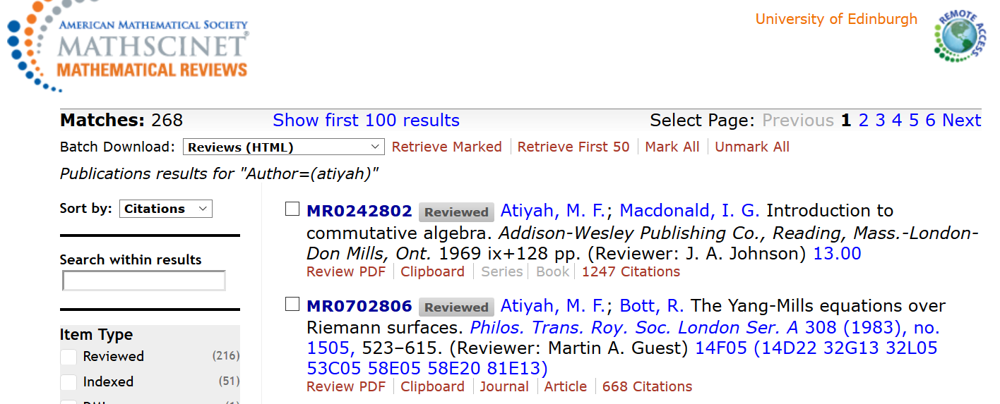 AMERICAN MATHEMATICAL SOCIETY
MATHSCINET®
MATHEMATICAL REVIEWS
University of Edinburgh
REMOTE ACCESS
Matches: 268 Show first 100 results Select Page: Previous 1 2 3 4 5 6 Next
Batch Download: Reviews (HTML) Retrieve Marked Retrieve First 50 Mark All Unmark All
Publications results for "Author=(atiyah)"
Sort by: Citations
Search within results
Item Type
Reviewed (216)
Indexed (51)
MR0242802 Reviewed Atiyah, M. F.; Macdonald, I. G. Introduction to
commutative algebra. Addison-Wesley Publishing Co., Reading, Mass.-London-
Don Mills, Ont. 1969 ix+128 pp. (Reviewer: J. A. Johnson) 13.00
Review PDF Clipboard Series Book 1247 Citations
MR0702806 Reviewed Atiyah, M. F.; Bott, R. The Yang-Mills equations over
Riemann surfaces. Philos. Trans. Roy. Soc. London Ser. A 308 (1983), no.
1505, 523–615. (Reviewer: Martin A. Guest) 14F05 (14D22 32G13 32L05
53C05 58E05 58E20 81E13)
Review PDF Clipboard Journal Article 668 Citations